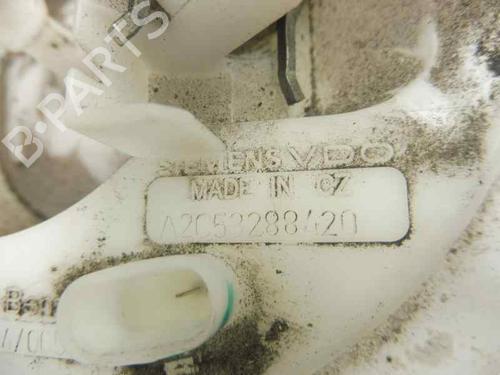 B-Parts
SIEMENS VDO
MADE IN CZ
A2C53288420